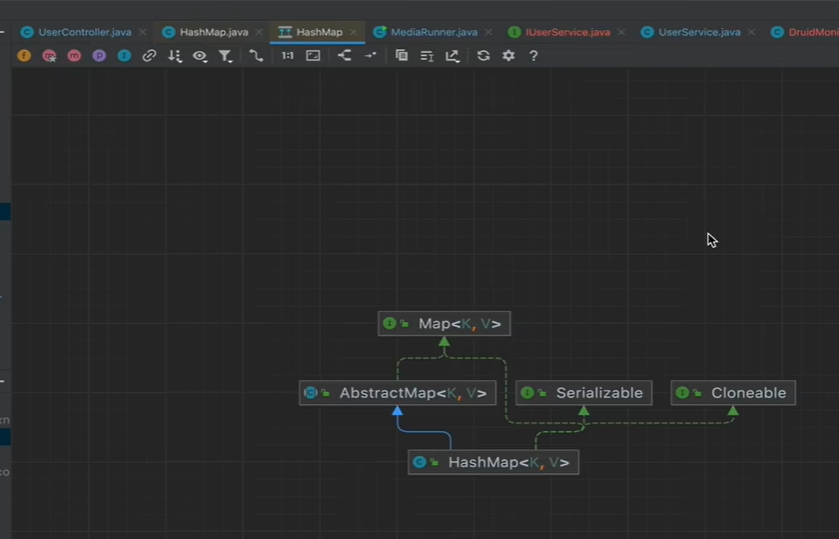 UserController.java HashMap.java HashMap MediaRunner.java IUserService.java UserService.java DruidMoni
f m m p I 1:1 ?
I Map<K, V>
C AbstractMap<K, V> I Serializable I Cloneable
C HashMap<K, V>